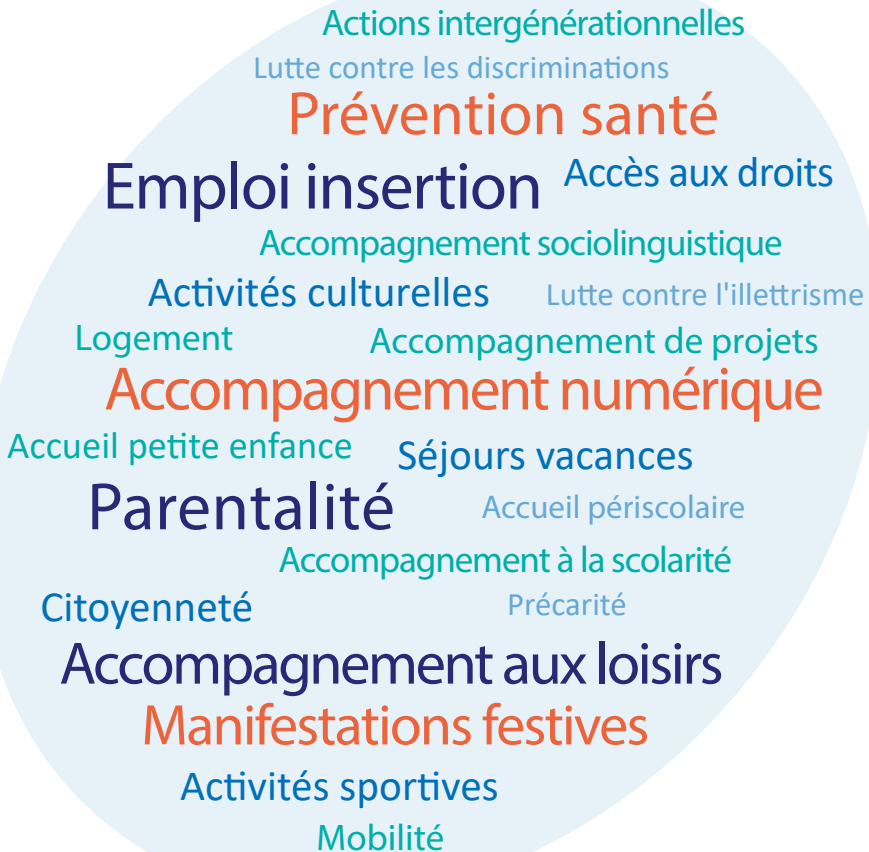 Actions intergénérationnelles
Lutte contre les discriminations
Prévention santé
Emploi insertion
Accès aux droits
Accompagnement sociolinguistique
Activités culturelles
Lutte contre l'illettrisme
Logement
Accompagnement de projets
Accompagnement numérique
Accueil petite enfance
Séjours vacances
Parentalité
Accueil périscolaire
Accompagnement à la scolarité
Citoyenneté
Précarité
Accompagnement aux loisirs
Manifestations festives
Activités sportives
Mobilité